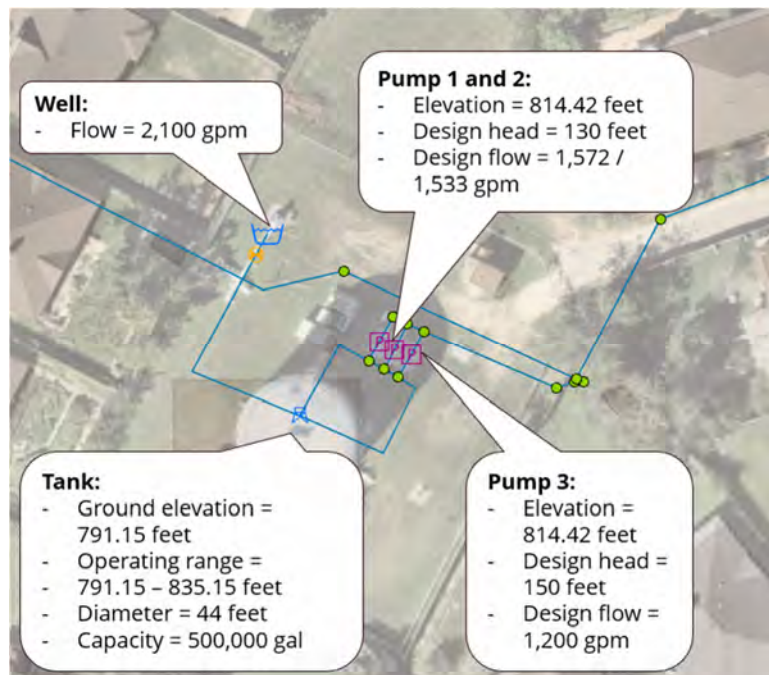 Well:
- Flow = 2,100 gpm
Pump 1 and 2:
- Elevation = 814.42 feet
- Design head = 130 feet
- Design flow = 1,572 /
1,533 gpm
P
P
P
Tank:
- Ground elevation =
791.15 feet
- Operating range =
- 791.15 – 835.15 feet
- Diameter = 44 feet
- Capacity = 500,000 gal
Pump 3:
- Elevation =
814.42 feet
- Design head =
150 feet
- Design flow =
1,200 gpm